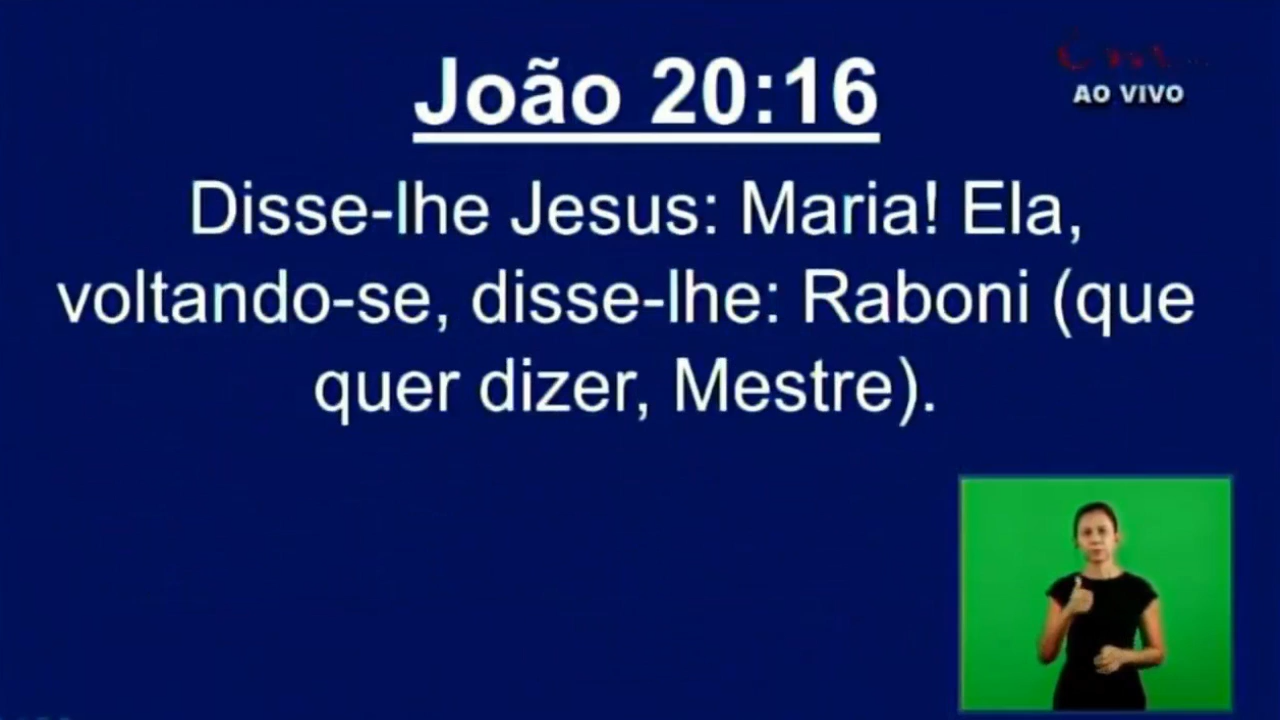 João 20:16
AO VIVO
Disse-lhe Jesus: Maria! Ela,
voltando-se, disse-lhe: Raboni (que
quer dizer, Mestre).